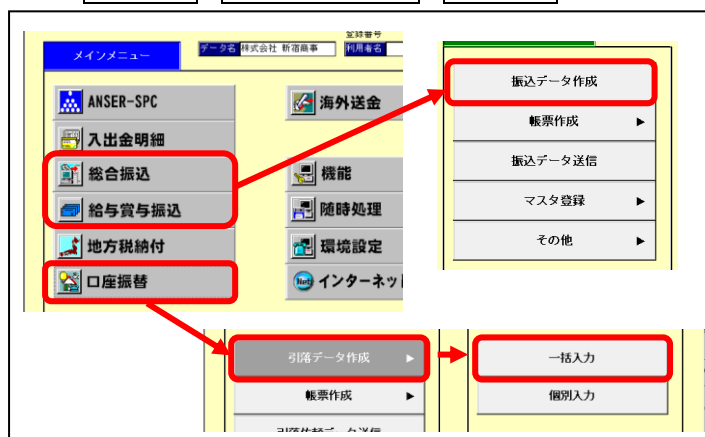 登録番号
メインメニュー
データ名 株式会社 新宿商事 利用者名
ANSER-SPC
海外送金
入出金明細
総合振込
機能
給与賞与振込
随時処理
地方税納付
環境設定
口座振替
インターネッ
振込データ作成
帳票作成 ▶
振込データ送信
マスタ登録 ▶
その他 ▶
引落データ作成 ▶
一括入力
帳票作成 ▶
個別入力